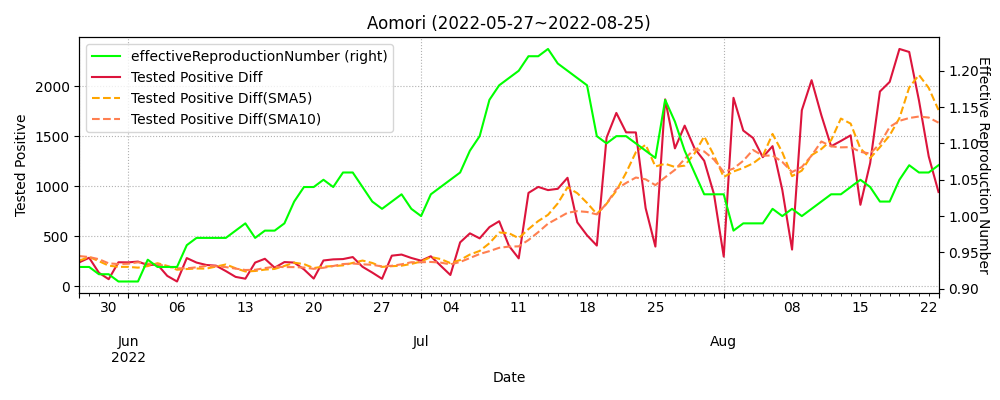 Aomori (2022-05-27~2022-08-25)
effectiveReproductionNumber (right)
Tested Positive Diff
Tested Positive Diff(SMA5)
Tested Positive Diff(SMA10)
Tested Positive
2000
1500
1000
500
0
Effective Reproduction Number
1.20
1.15
1.10
1.05
1.00
0.95
0.90
30 06 13 20 27 04 11 18 25 08 15 22
Jun Jul Aug
2022
Date